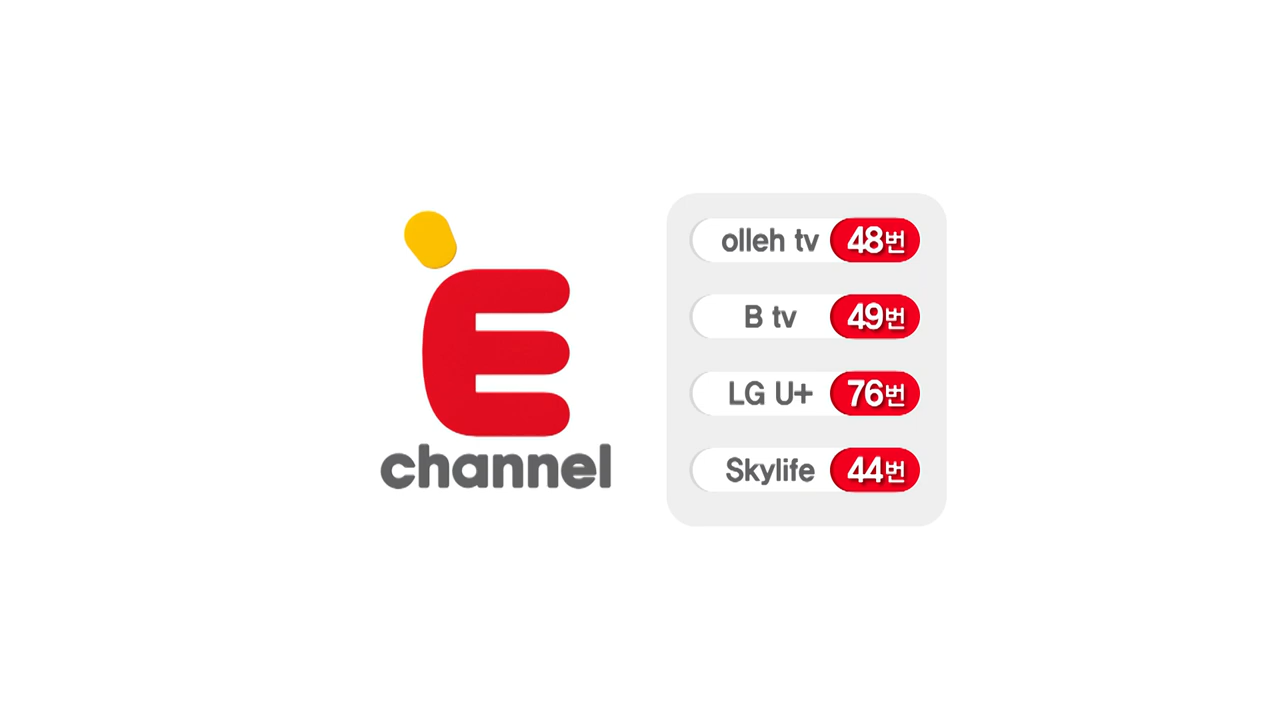 E
channel
olleh tv 48번
B tv 49번
LG U+ 76번
Skylife 44번